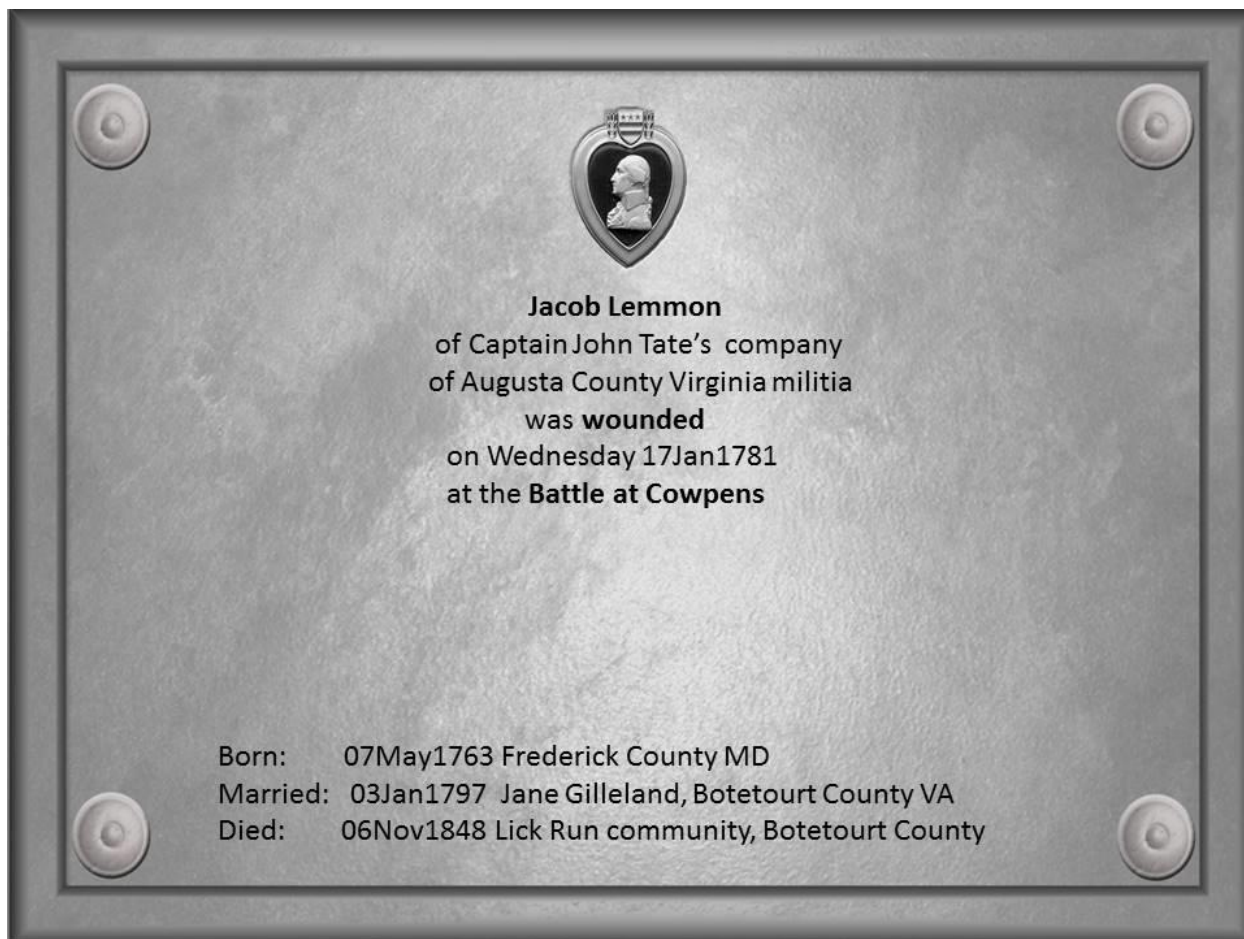 Jacob Lemmon
of Captain John Tate's company
of Augusta County Virginia militia
was wounded
on Wednesday 17Jan1781
at the Battle at Cowpens
Born: 07May1763 Frederick County MD
Married: 03Jan1797 Jane Gilleland, Botetourt County VA
Died: 06Nov1848 Lick Run community, Botetourt County